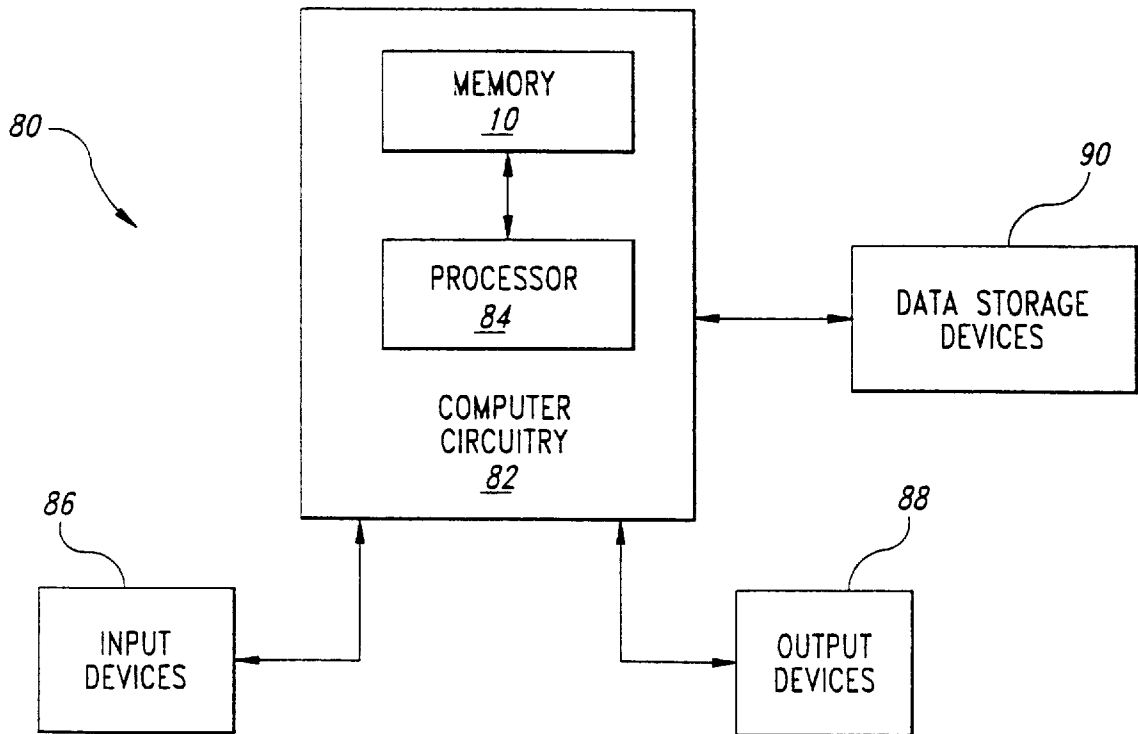 MEMORY
10
80
90
PROCESSOR
84
DATA STORAGE
DEVICES
COMPUTER
CIRCUITRY
82
86
88
INPUT
DEVICES
OUTPUT
DEVICES